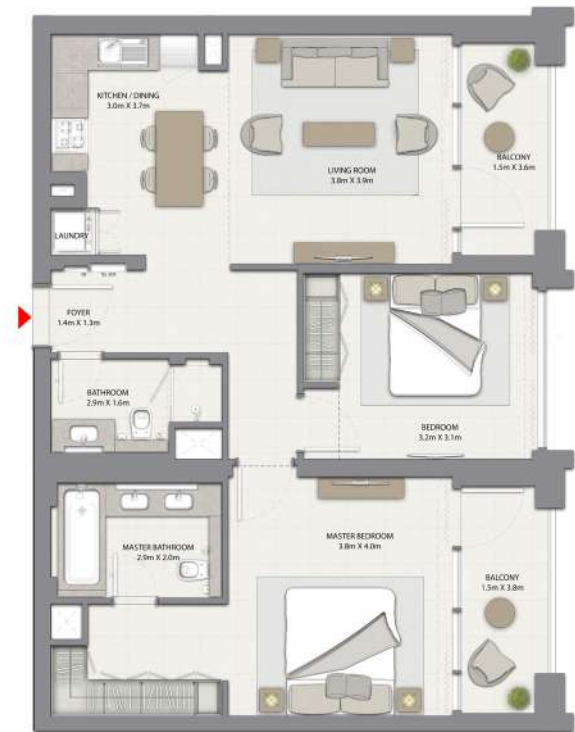 KITCHEN / DINING
3.0m X 3.7m
LIVING ROOM
3.8m X 3.9m
BALCONY
1.5m X 3.6m
LAUNDRY
FOYER
1.4m X 1.3m
BATHROOM
2.9m X 1.6m
BEDROOM
3.2m X 3.1m
MASTER BATHROOM
2.9m X 2.0m
MASTER BEDROOM
3.8m X 4.0m
BALCONY
1.5m X 3.8m